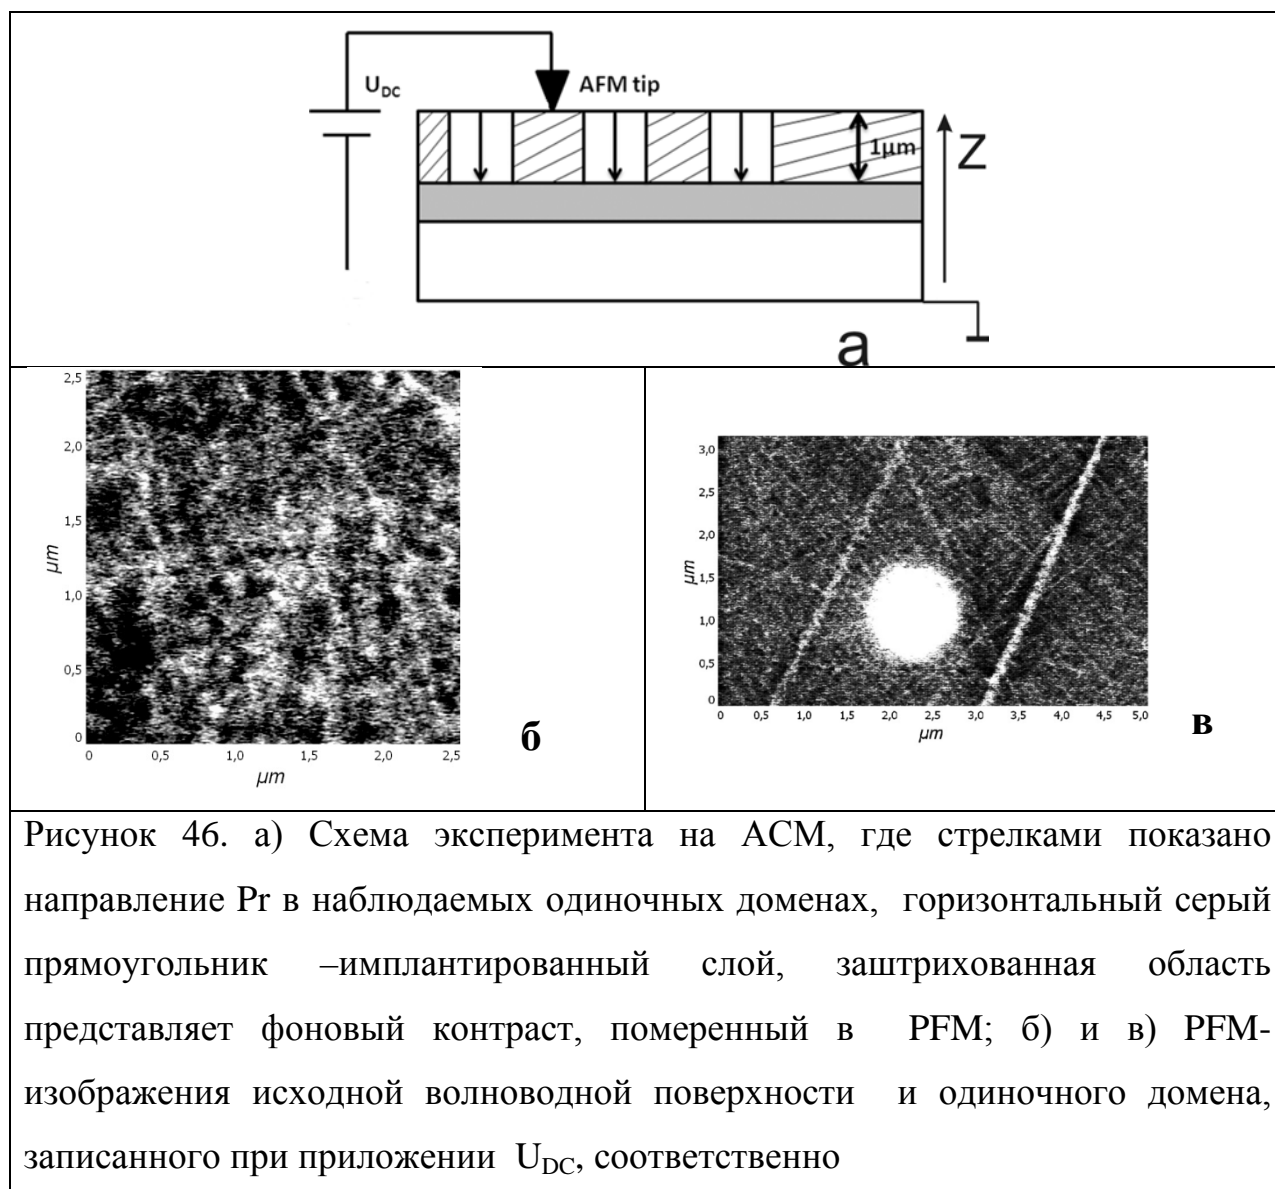 U_DC
AFM tip
1µm
Z
а
2,5
2,0
1,5
1,0
0,5
0
µm
0 0,5 1,0 1,5 2,0 2,5
µm
б
3,0
2,5
2,0
1,5
1,0
0,5
0
µm
0 0,5 1,0 1,5 2,0 2,5 3,0 3,5 4,0 4,5 5,0
µm
в
Рисунок 46. а) Схема эксперимента на АСМ, где стрелками показано
направление Pr в наблюдаемых одиночных доменах, горизонтальный серый
прямоугольник –имплантированный слой, заштрихованная область
представляет фоновый контраст, померенный в PFM; б) и в) PFM-
изображения исходной волноводной поверхности и одиночного домена,
записанного при приложении U_DC, соответственно